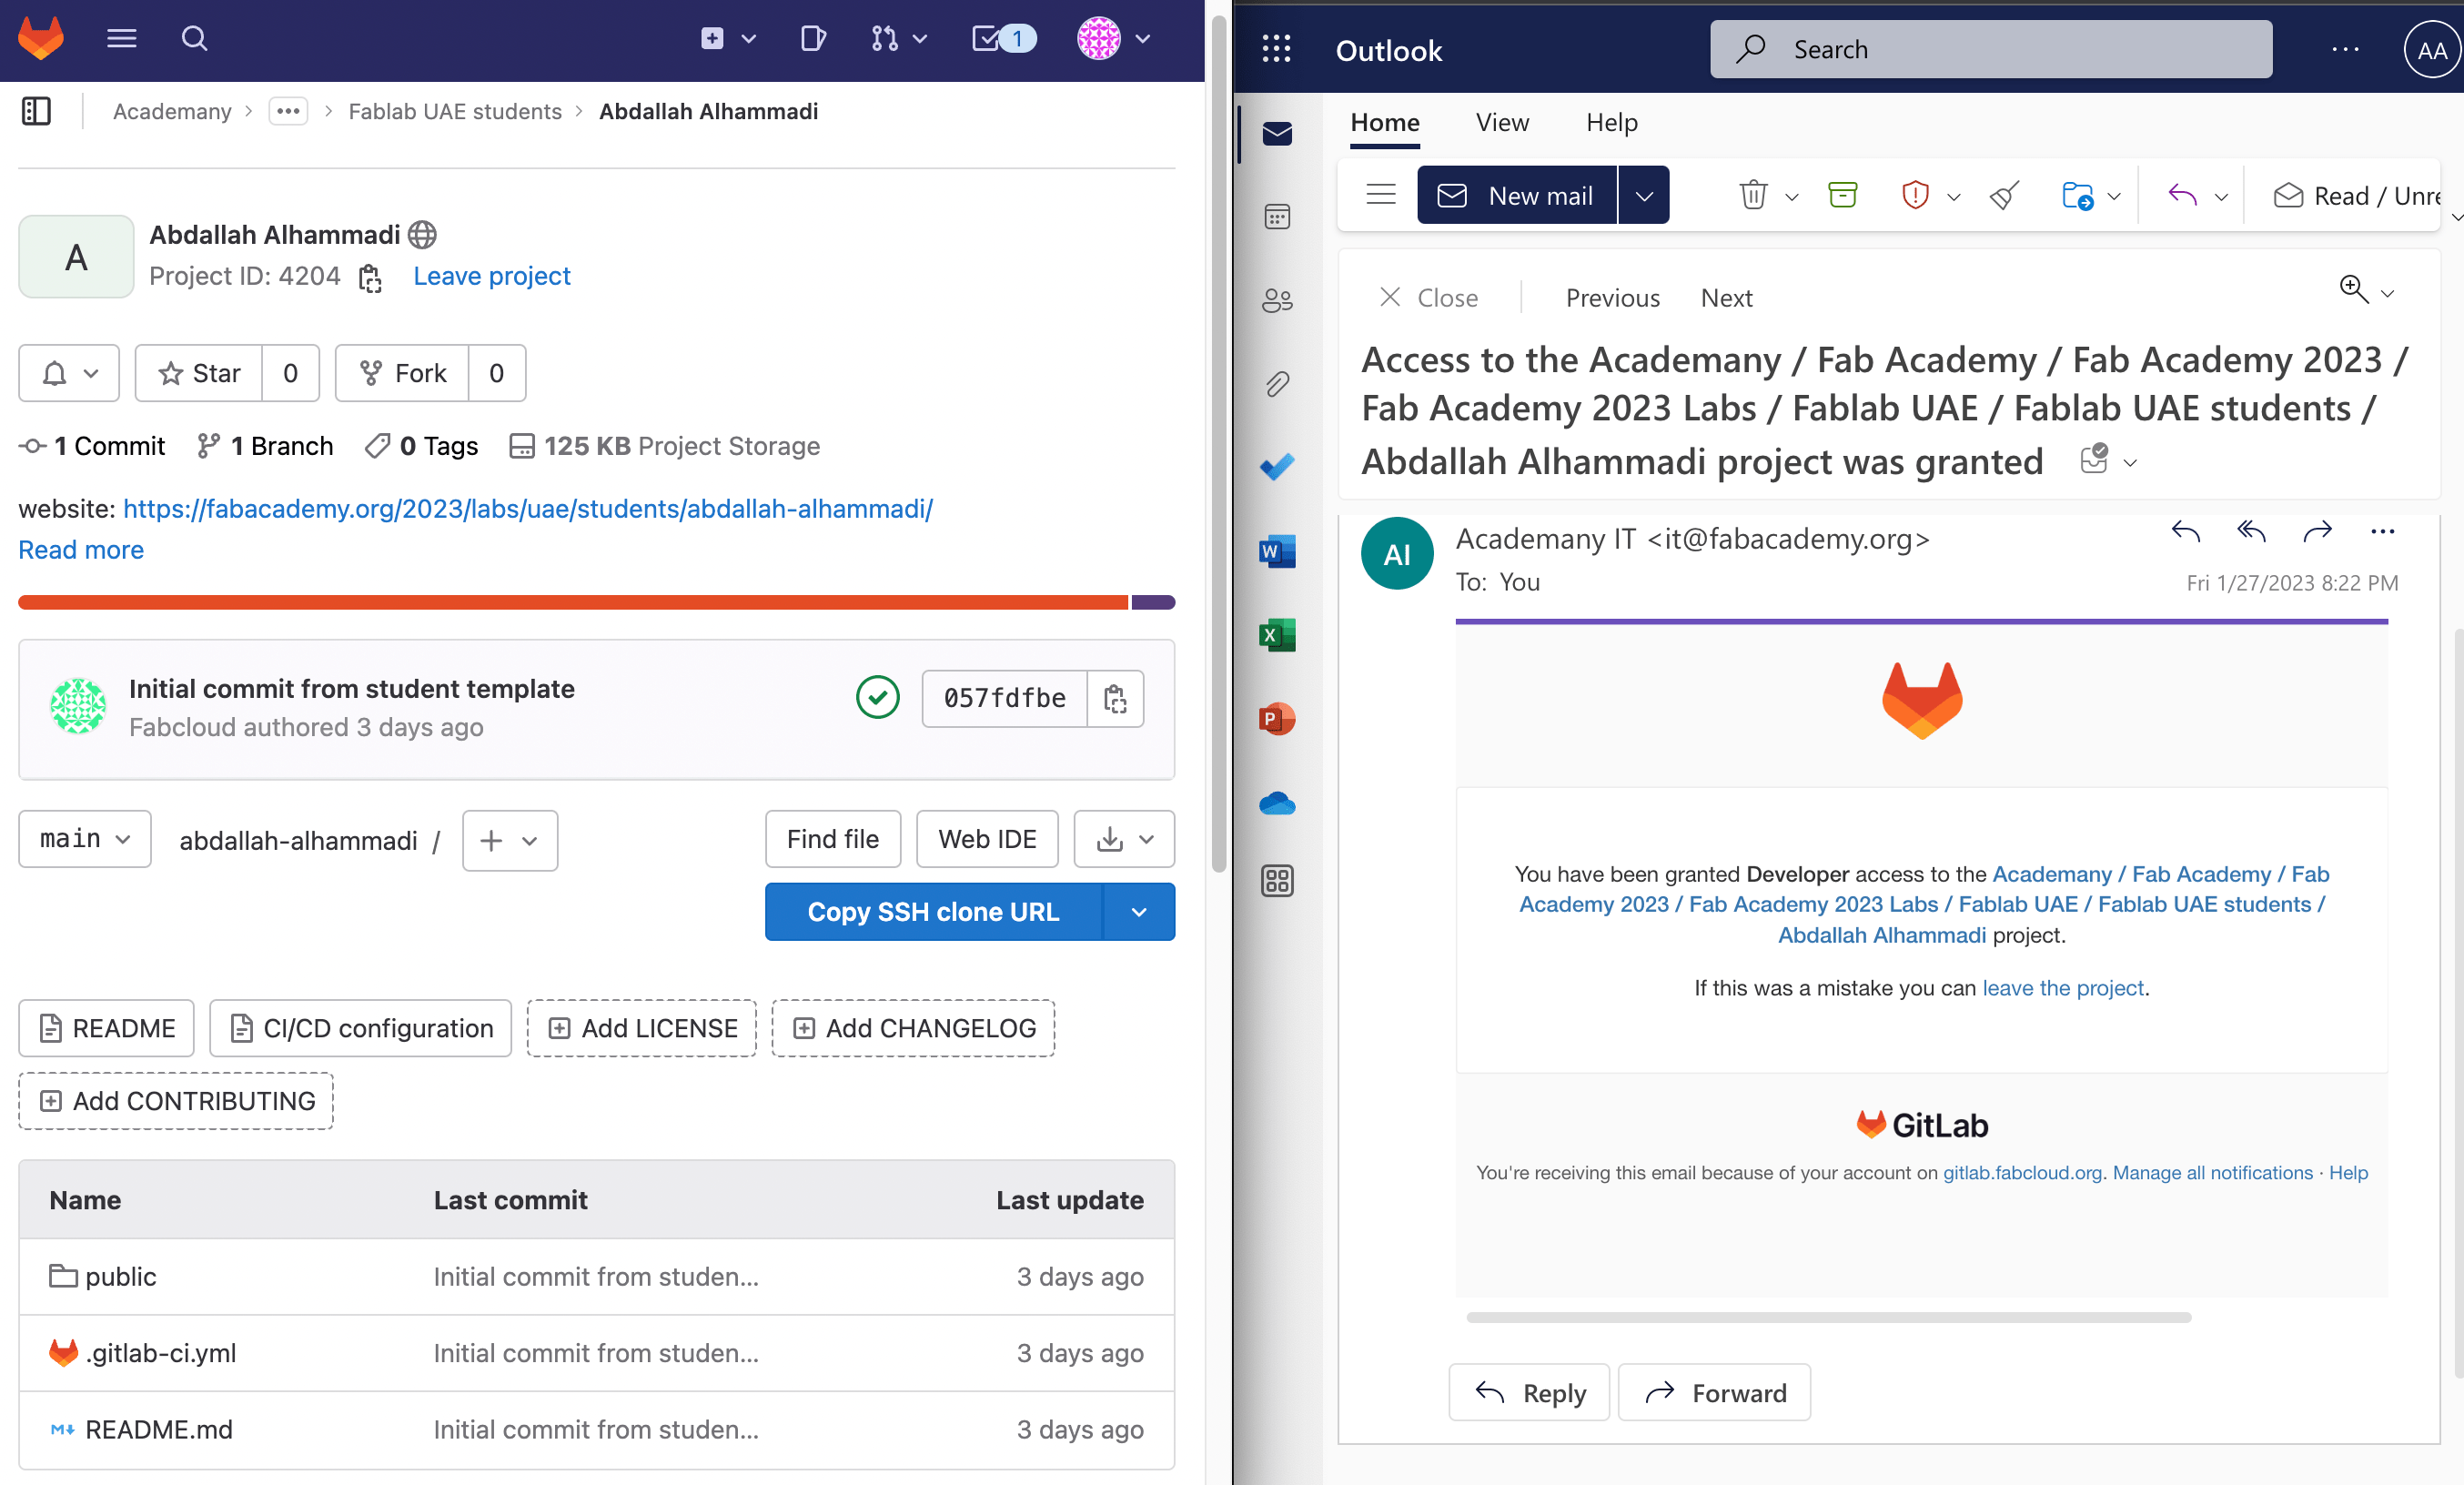 1
Academany > ... > Fablab UAE students > Abdallah Alhammadi
A
Abdallah Alhammadi
Project ID: 4204 Leave project
Star 0 Fork 0
1 Commit 1 Branch 0 Tags 125 KB Project Storage
website: https://fabacademy.org/2023/labs/uae/students/abdallah-alhammadi/
Read more
Initial commit from student template
Fabcloud authored 3 days ago
057fdfbe
main abdallah-alhammadi /
Find file Web IDE
Copy SSH clone URL
README CI/CD configuration Add LICENSE Add CHANGELOG
Add CONTRIBUTING
Name Last commit Last update
public Initial commit from studen... 3 days ago
.gitlab-ci.yml Initial commit from studen... 3 days ago
README.md Initial commit from studen... 3 days ago
Outlook Search AA
Home View Help
New mail Read / Unre
Close Previous Next
Access to the Academany / Fab Academy / Fab Academy 2023 /
Fab Academy 2023 Labs / Fablab UAE / Fablab UAE students /
Abdallah Alhammadi project was granted
AI
Academany IT <it@fabacademy.org>
To: You
Fri 1/27/2023 8:22 PM
You have been granted Developer access to the Academany / Fab Academy / Fab
Academy 2023 / Fab Academy 2023 Labs / Fablab UAE / Fablab UAE students /
Abdallah Alhammadi project.
If this was a mistake you can leave the project.
GitLab
You're receiving this email because of your account on gitlab.fabcloud.org. Manage all notifications · Help
Reply Forward